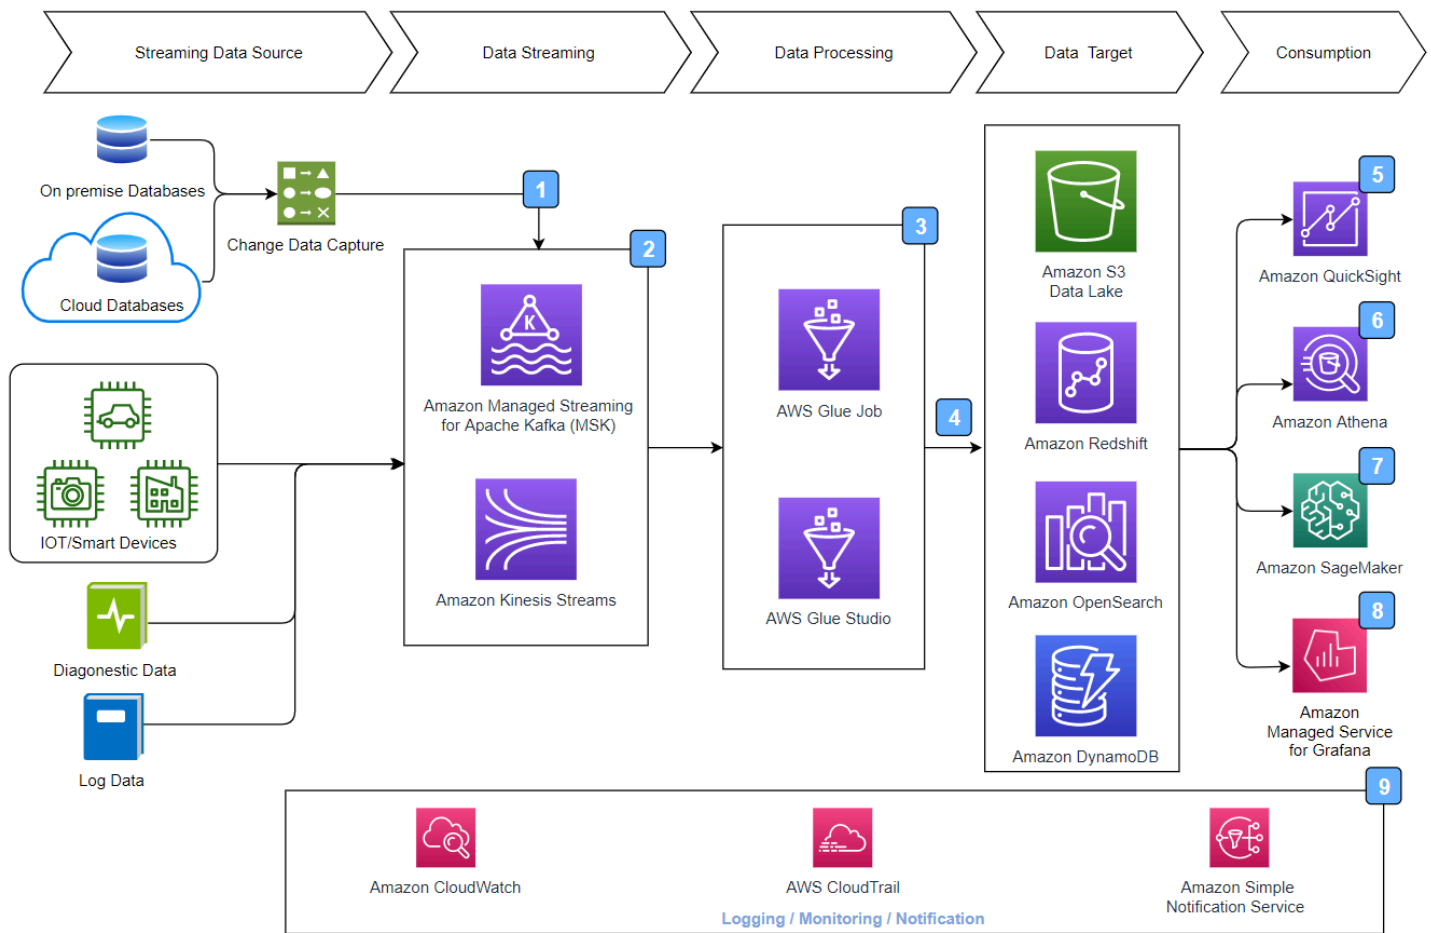 Streaming Data Source
Data Streaming
Data Processing
Data Target
Consumption
On premise Databases
Cloud Databases
Change Data Capture
1
IOT/Smart Devices
Diagonestic Data
Log Data
2
K
Amazon Managed Streaming
for Apache Kafka (MSK)
Amazon Kinesis Streams
3
AWS Glue Job
AWS Glue Studio
4
Amazon S3
Data Lake
Amazon Redshift
Amazon OpenSearch
Amazon DynamoDB
5
Amazon QuickSight
6
Amazon Athena
7
Amazon SageMaker
8
Amazon
Managed Service
for Grafana
9
Amazon CloudWatch
AWS CloudTrail
Amazon Simple
Notification Service
Logging / Monitoring / Notification